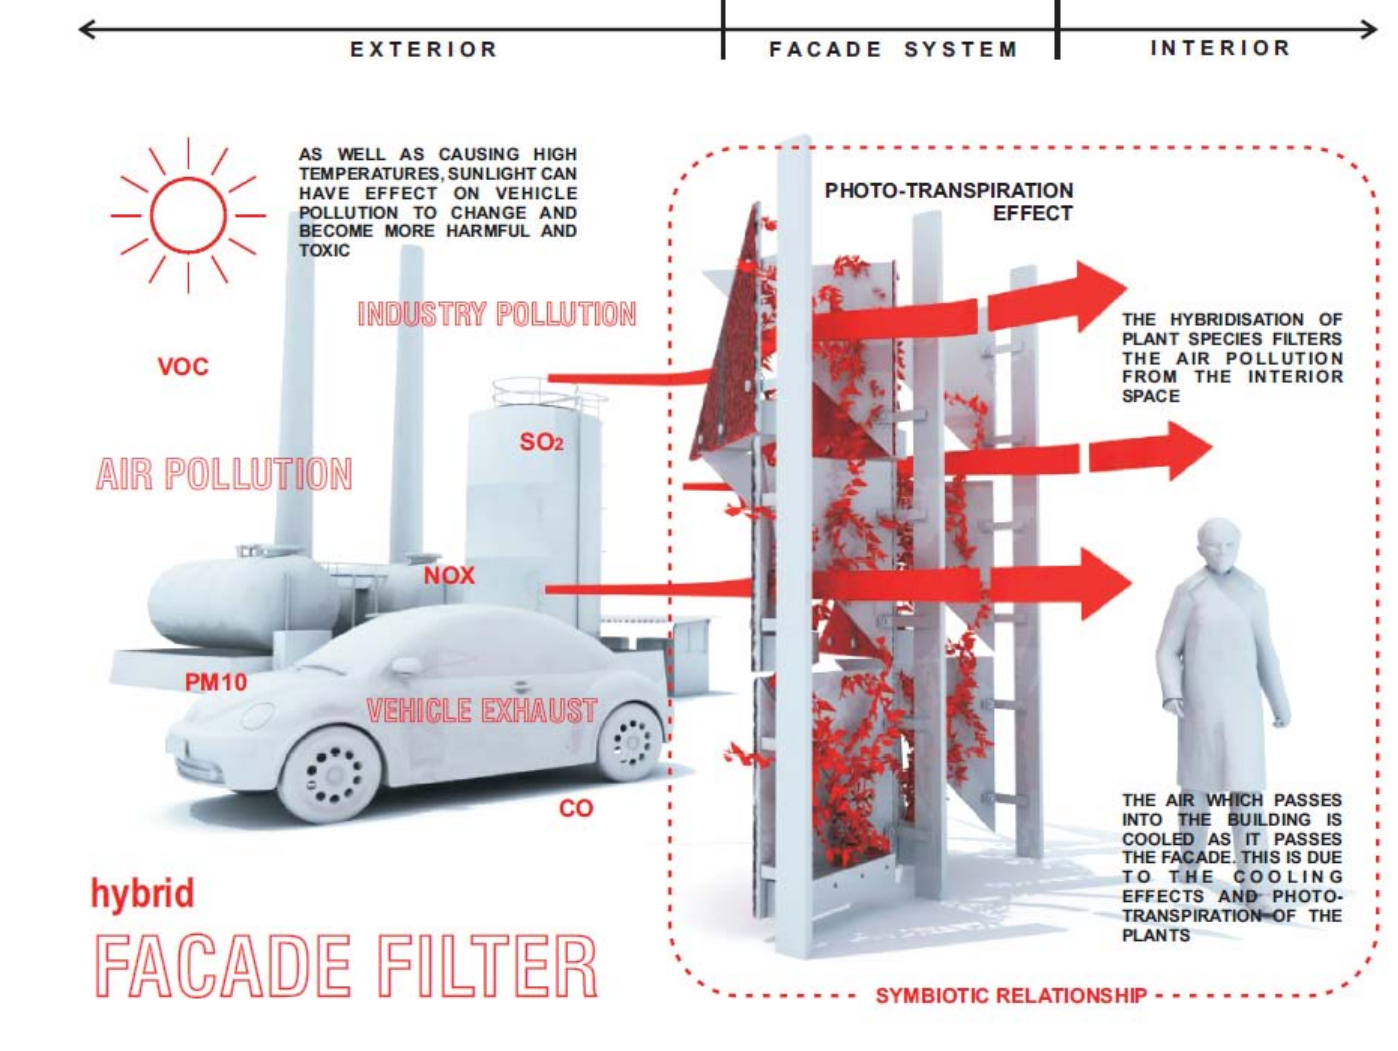 EXTERIOR
FACADE SYSTEM
INTERIOR
AS WELL AS CAUSING HIGH
TEMPERATURES, SUNLIGHT CAN
HAVE EFFECT ON VEHICLE
POLLUTION TO CHANGE AND
BECOME MORE HARMFUL AND
TOXIC
PHOTO-TRANSPIRATION
EFFECT
INDUSTRY POLLUTION
THE HYBRIDISATION OF
PLANT SPECIES FILTERS
THE AIR POLLUTION
FROM THE INTERIOR
SPACE
VOC
SO2
AIR POLLUTION
NOX
PM10
VEHICLE EXHAUST
CO
THE AIR WHICH PASSES
INTO THE BUILDING IS
COOLED AS IT PASSES
THE FACADE. THIS IS DUE
TO THE COOLING
EFFECTS AND PHOTO-
TRANSPIRATION OF THE
PLANTS
hybrid
FACADE FILTER
SYMBIOTIC RELATIONSHIP